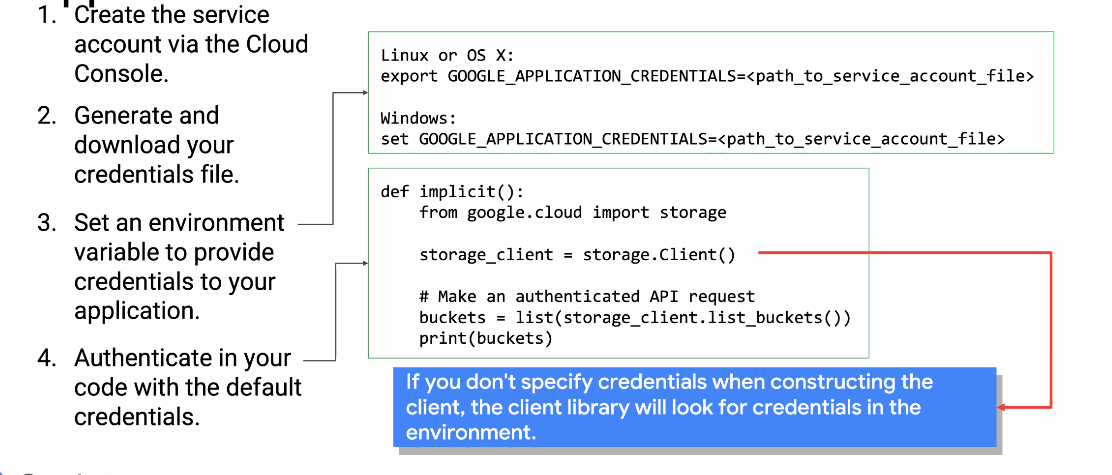 1. Create the service
account via the Cloud
Console.
2. Generate and
download your
credentials file.
3. Set an environment
variable to provide
credentials to your
application.
4. Authenticate in your
code with the default
credentials.
Linux or OS X:
export GOOGLE_APPLICATION_CREDENTIALS=<path_to_service_account_file>
Windows:
set GOOGLE_APPLICATION_CREDENTIALS=<path_to_service_account_file>
def implicit():
    from google.cloud import storage
    storage_client = storage.Client()
    # Make an authenticated API request
    buckets = list(storage_client.list_buckets())
    print(buckets)
If you don't specify credentials when constructing the
client, the client library will look for credentials in the
environment.